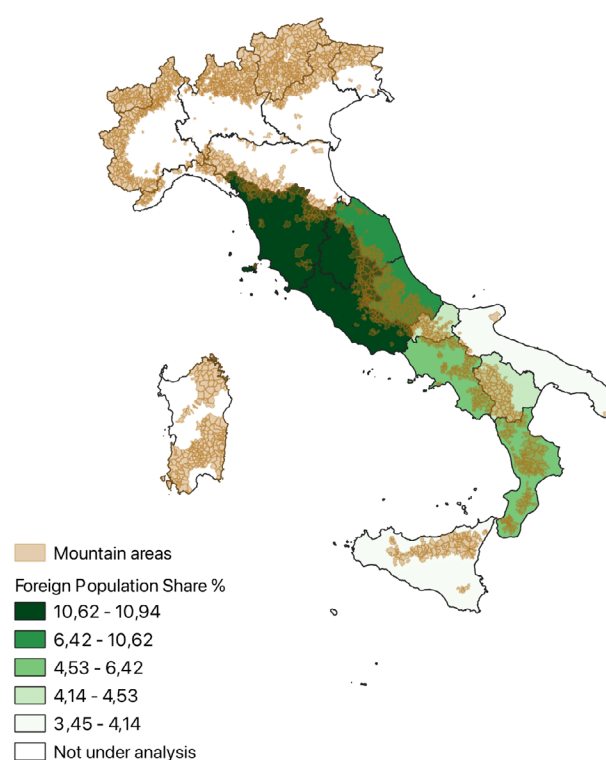 Mountain areas
Foreign Population Share %
10,62 - 10,94
6,42 - 10,62
4,53 - 6,42
4,14 - 4,53
3,45 - 4,14
Not under analysis